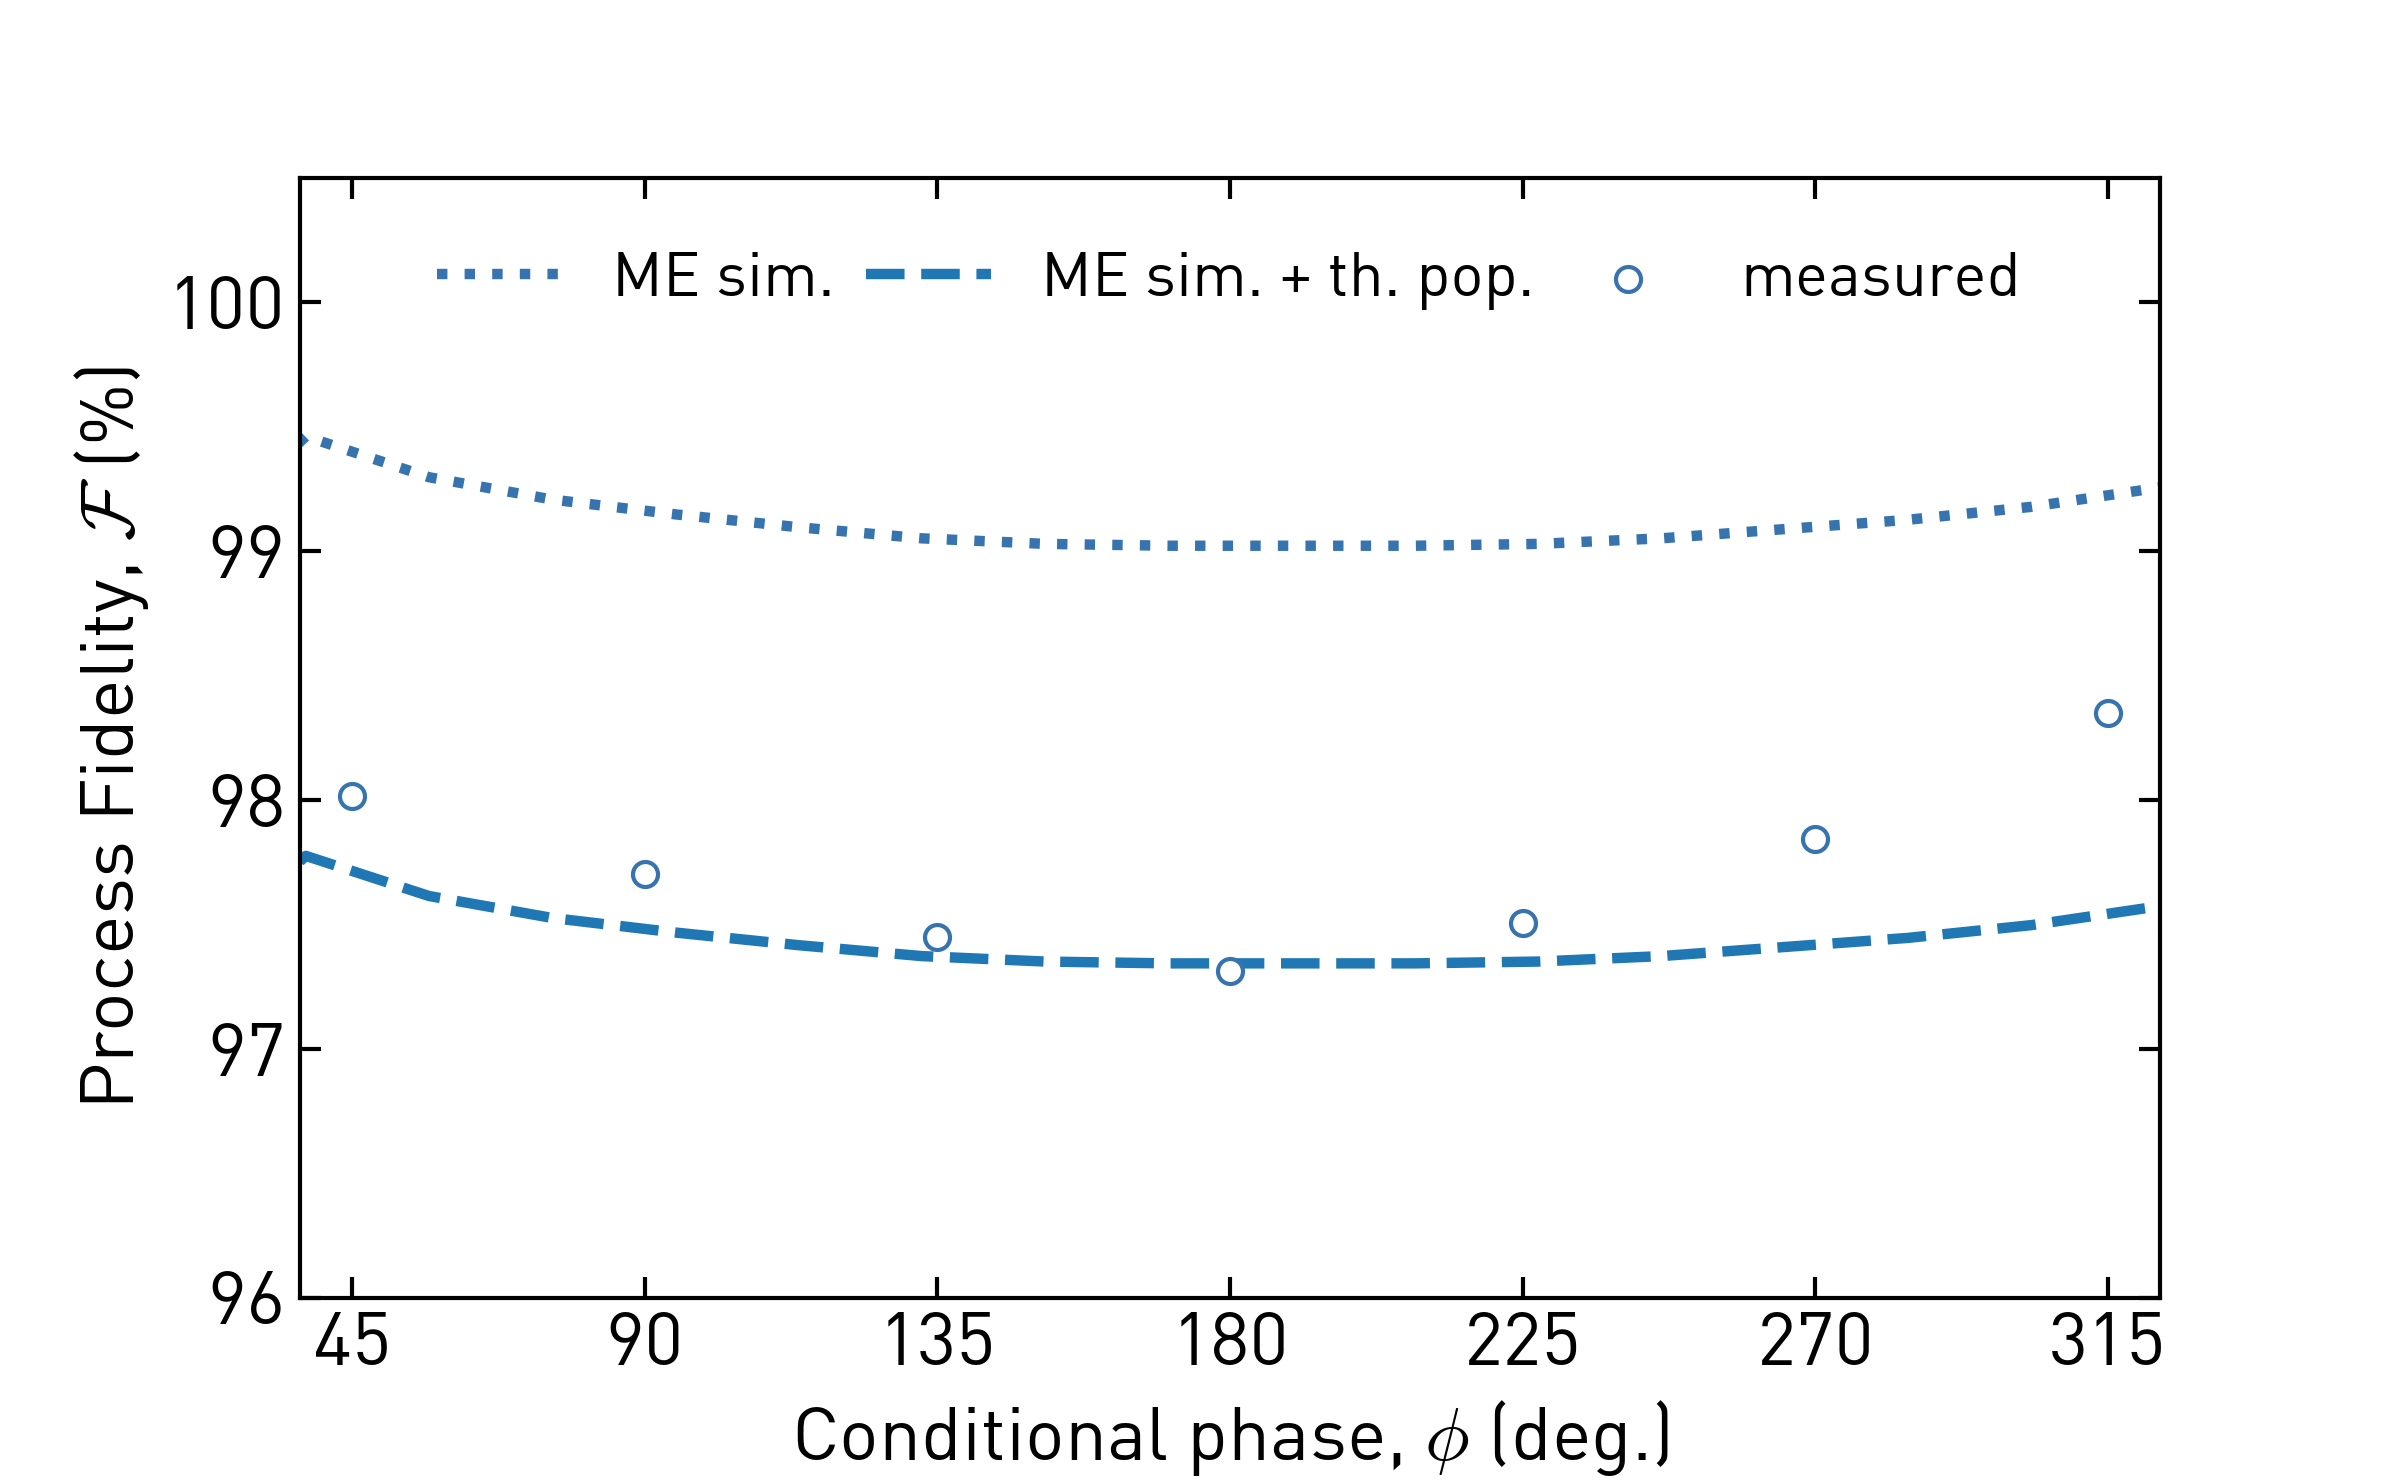 ME sim.
ME sim. + th. pop.
measured
100
99
98
97
96
Process Fidelity, ℱ (%)
45 90 135 180 225 270 315
Conditional phase, ϕ (deg.)